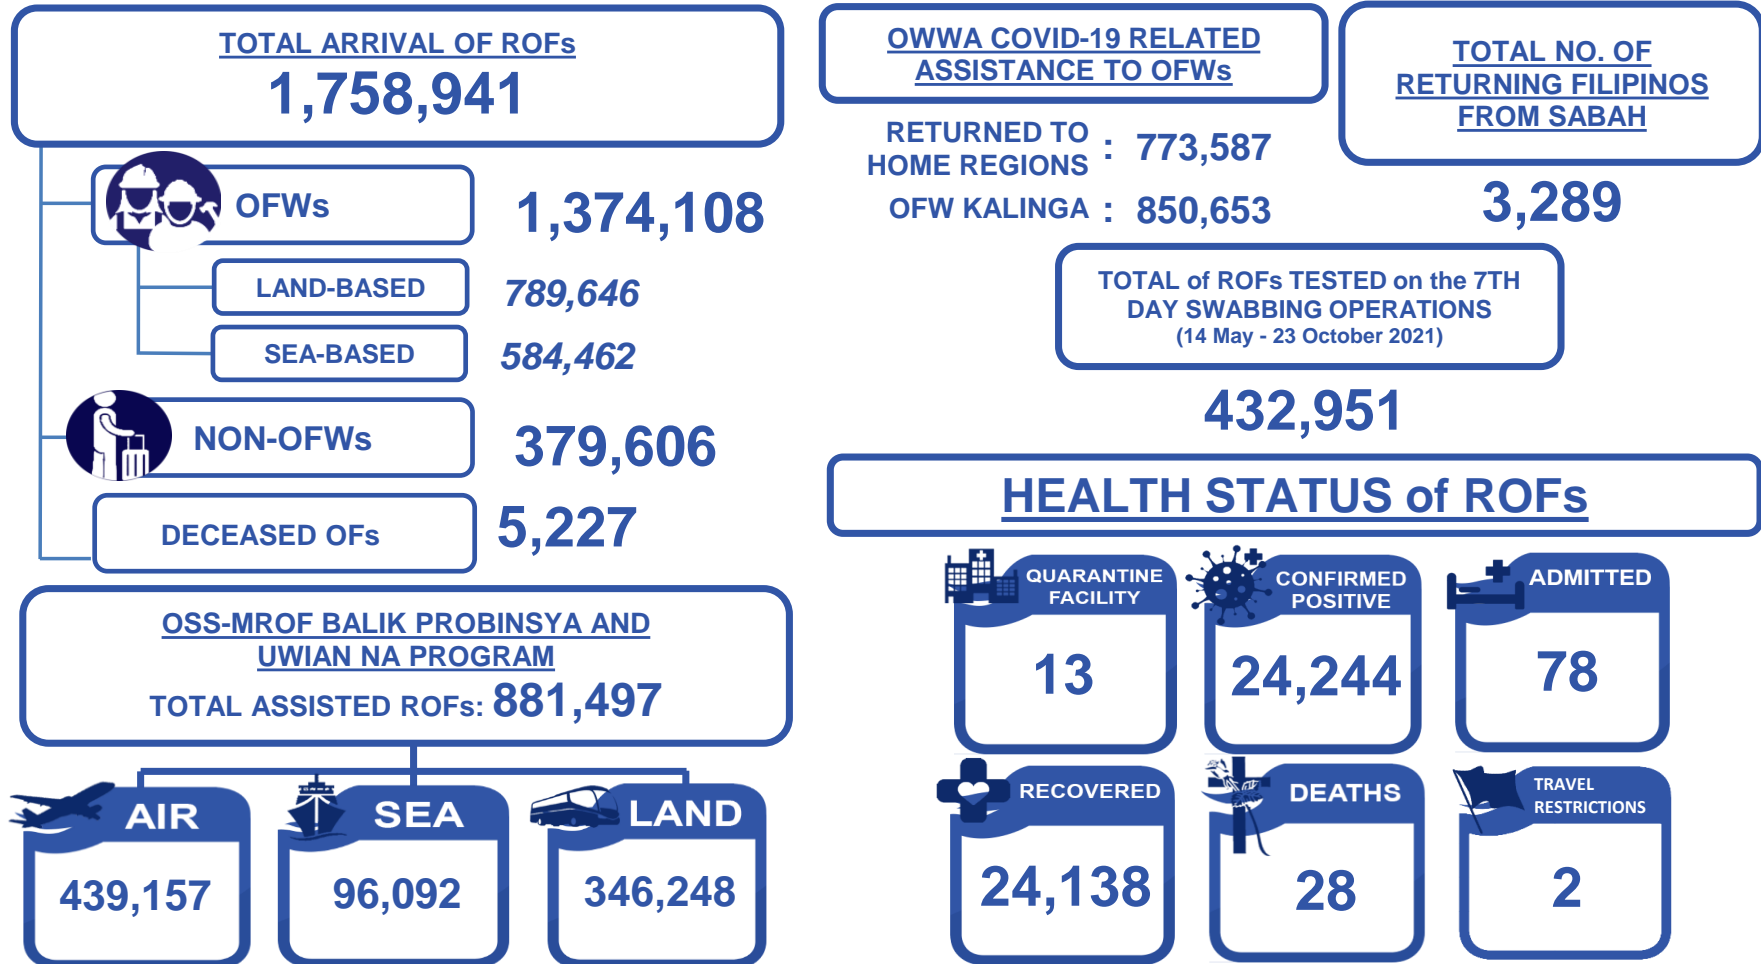 TOTAL ARRIVAL OF ROFs
1,758,941
OFWs 1,374,108
LAND-BASED 789,646
SEA-BASED 584,462
NON-OFWs 379,606
DECEASED OFs 5,227
OSS-MROF BALIK PROBINSYA AND
UWIAN NA PROGRAM
TOTAL ASSISTED ROFs: 881,497
AIR
439,157
SEA
96,092
LAND
346,248
OWWA COVID-19 RELATED
ASSISTANCE TO OFWs
RETURNED TO
HOME REGIONS : 773,587
OFW KALINGA : 850,653
TOTAL NO. OF
RETURNING FILIPINOS
FROM SABAH
3,289
TOTAL of ROFs TESTED on the 7TH
DAY SWABBING OPERATIONS
(14 May - 23 October 2021)
432,951
HEALTH STATUS of ROFs
QUARANTINE
FACILITY
13
CONFIRMED
POSITIVE
24,244
ADMITTED
78
RECOVERED
24,138
DEATHS
28
TRAVEL
RESTRICTIONS
2